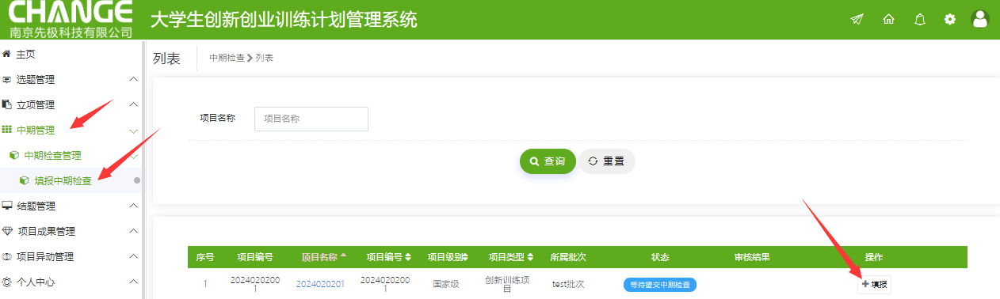 CHANGE
南京先极科技有限公司
大学生创新创业训练计划管理系统
主页
选题管理
立项管理
中期管理
中期检查管理
填报中期检查
结题管理
项目成果管理
项目异动管理
个人中心
列表
中期检查 列表
项目名称 项目名称
查询 重置
序号 项目编号 项目名称 项目编号 项目级别 项目类型 所属批次 状态 审核结果 操作
1 2024020200 2024020201 2024020200 国家级 创新训练项 test批次 等待提交中期检查 填报
1 1 目